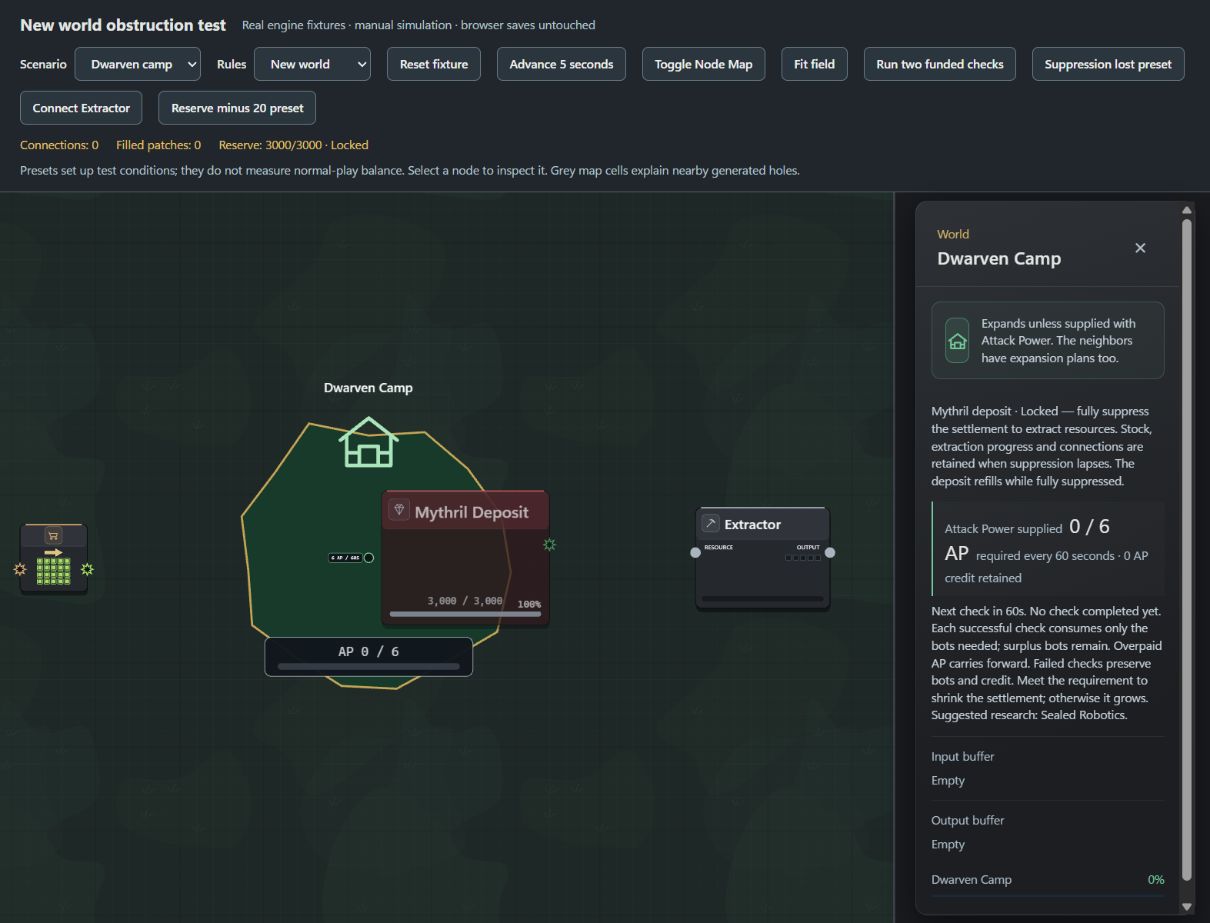 New world obstruction test
Real engine fixtures · manual simulation · browser saves untouched
Scenario
Dwarven camp
Rules
New world
Reset fixture
Advance 5 seconds
Toggle Node Map
Fit field
Run two funded checks
Suppression lost preset
Connect Extractor
Reserve minus 20 preset
Connections: 0
Filled patches: 0
Reserve: 3000/3000 · Locked
Presets set up test conditions; they do not measure normal-play balance. Select a node to inspect it. Grey map cells explain nearby generated holes.
Dwarven Camp
Mythril Deposit
6 AP / 60s
3,000 / 3,000
100%
AP 0 / 6
Extractor
RESOURCE
OUTPUT
World
Dwarven Camp
Expands unless supplied with
Attack Power. The neighbors
have expansion plans too.
Mythril deposit · Locked — fully suppress
the settlement to extract resources. Stock,
extraction progress and connections are
retained when suppression lapses. The
deposit refills while fully suppressed.
Attack Power supplied 0 / 6
AP required every 60 seconds · 0 AP
credit retained
Next check in 60s. No check completed yet.
Each successful check consumes only the
bots needed; surplus bots remain. Overpaid
AP carries forward. Failed checks preserve
bots and credit. Meet the requirement to
shrink the settlement; otherwise it grows.
Suggested research: Sealed Robotics.
Input buffer
Empty
Output buffer
Empty
Dwarven Camp
0%